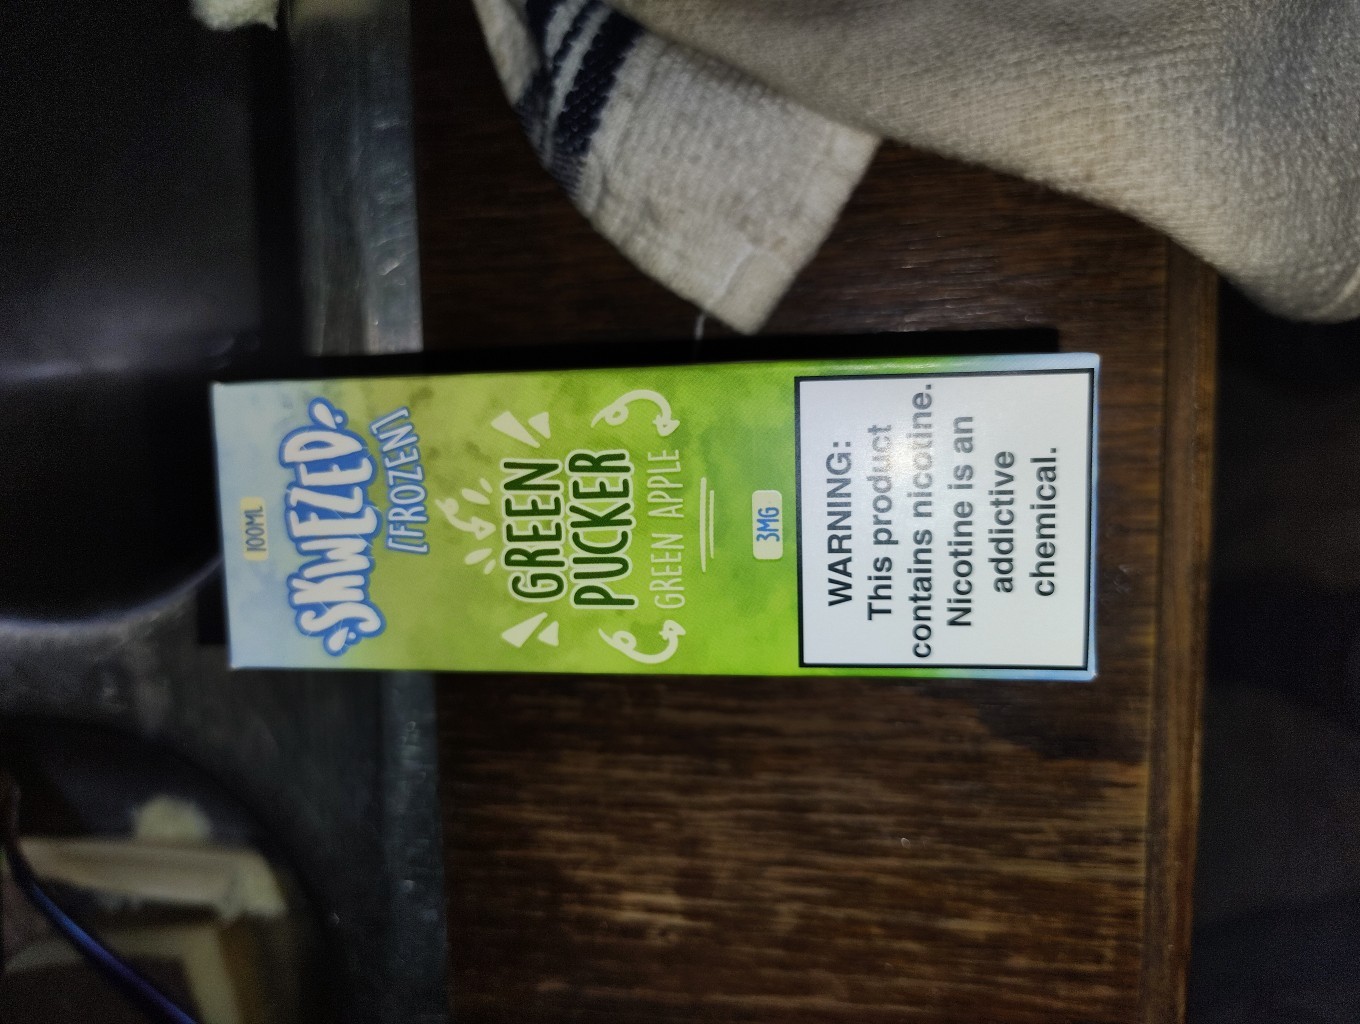 100ML
SKWEZED
[FROZEN]
GREEN
PUCKER
GREEN APPLE
3MG
WARNING:
This product
contains nicotine.
Nicotine is an
addictive
chemical.